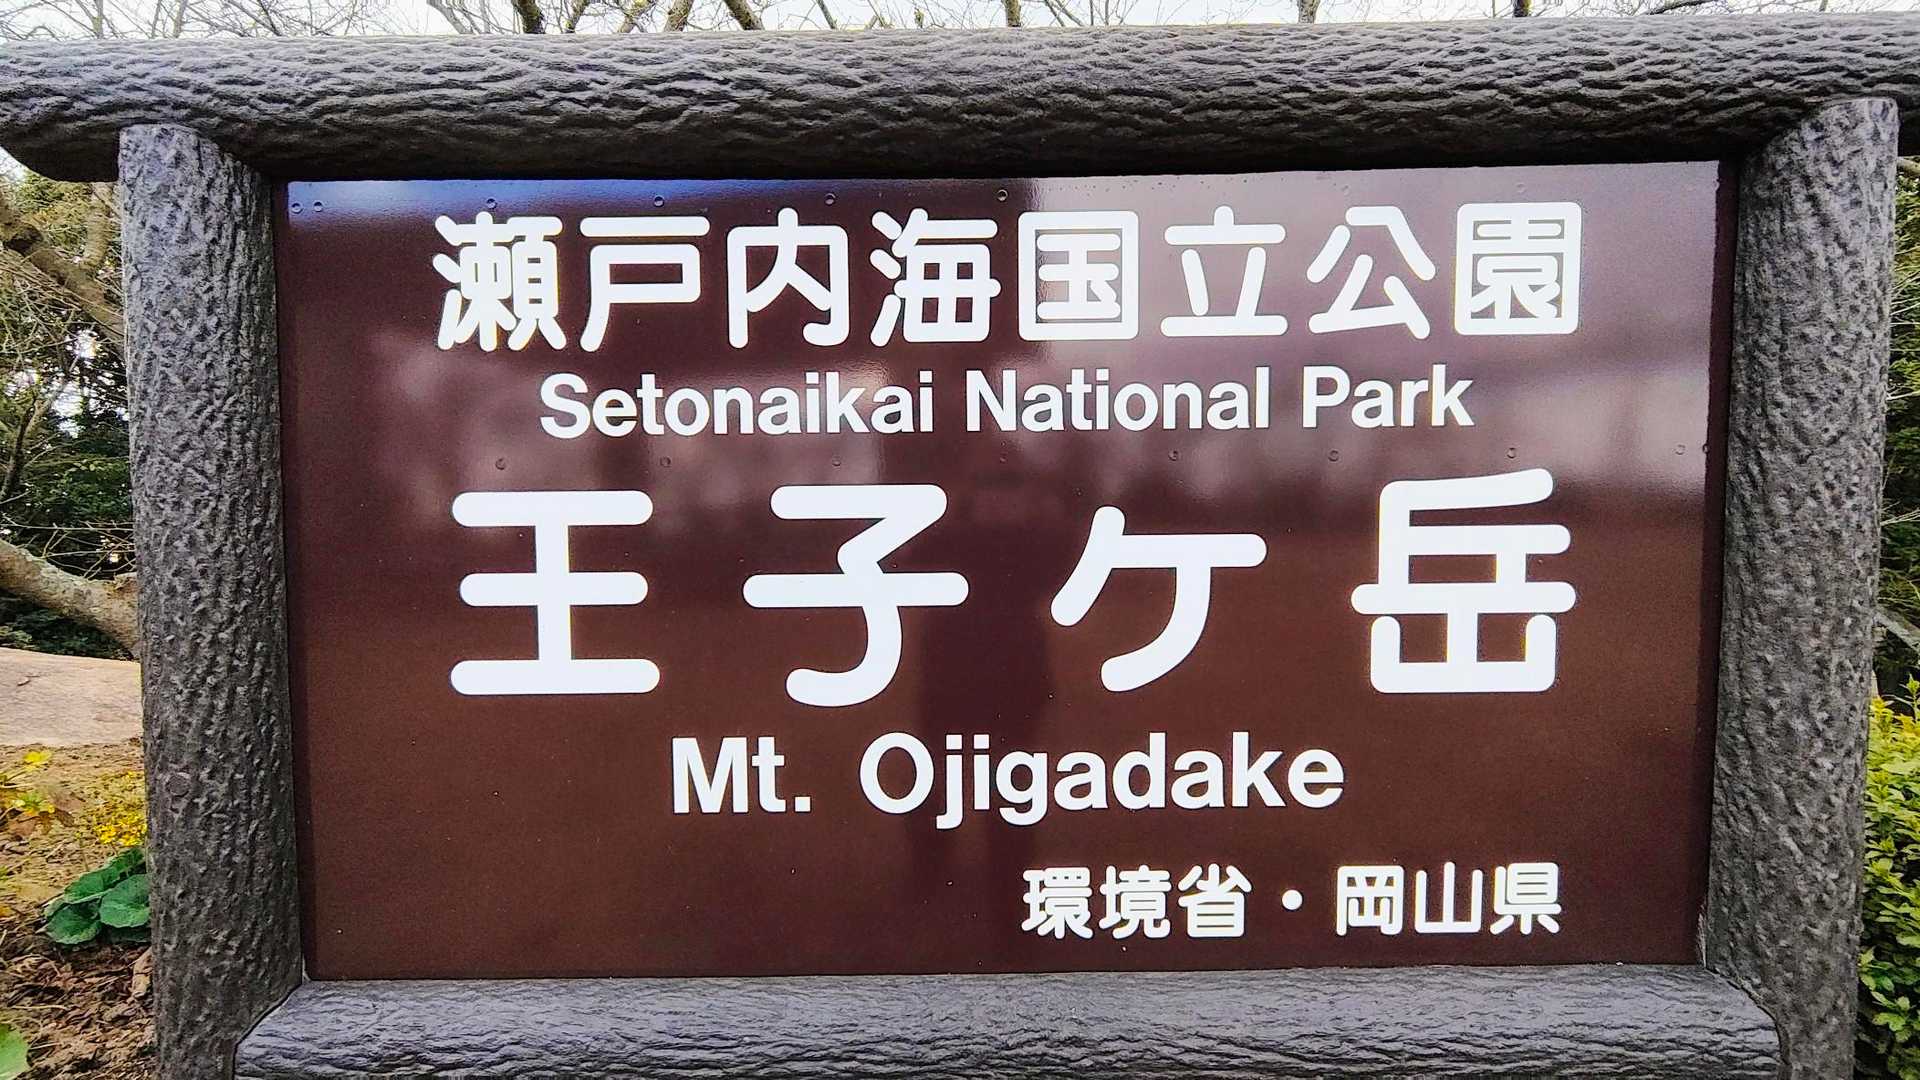 瀬戸内海国立公園
Setonaikai National Park
王子ケ岳
Mt. Ojigadake
環境省・岡山県